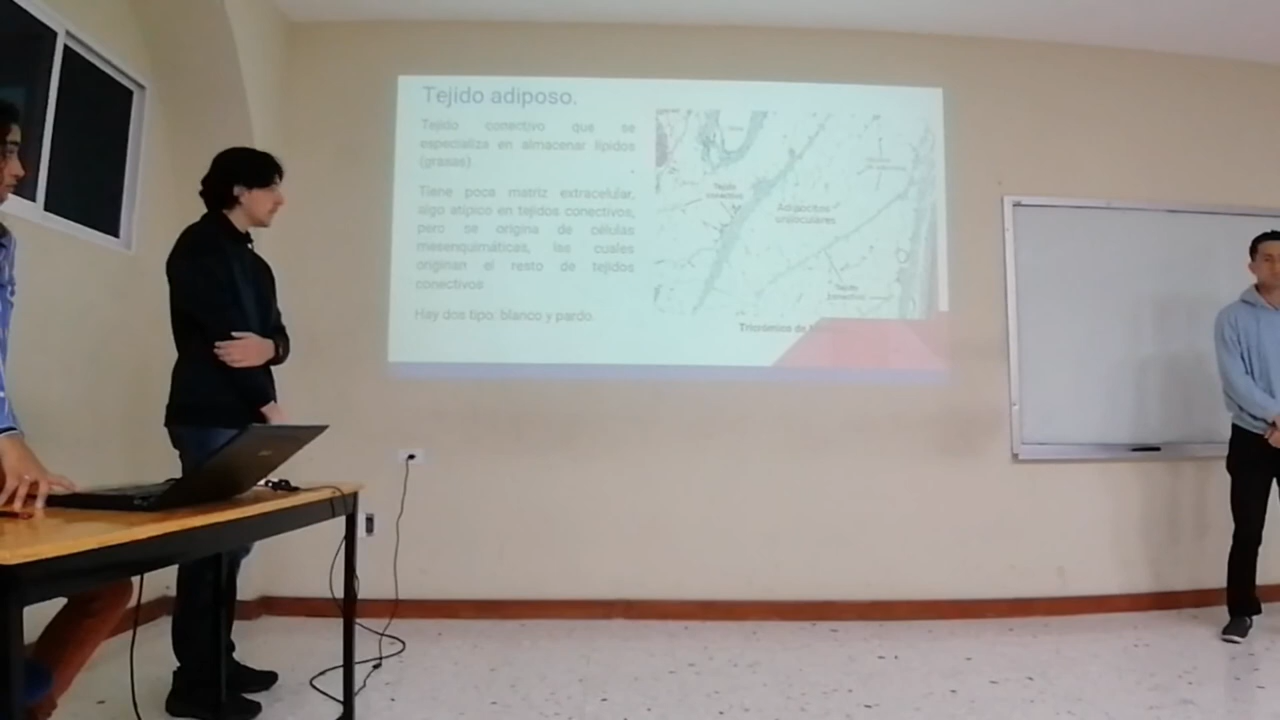 Tejido adiposo.
Tejido conectivo que se
especializa en almacenar lípidos
(grasas)
Tiene poca matriz extracelular,
algo atípico en tejidos conectivos,
pero se origina de células
mesenquimáticas, las cuales
originan el resto de tejidos
conectivos
Hay dos tipo: blanco y pardo.
Tejido
conectivo
Adipocitos
uniloculares
Tejido
conectivo
Tricrómico de